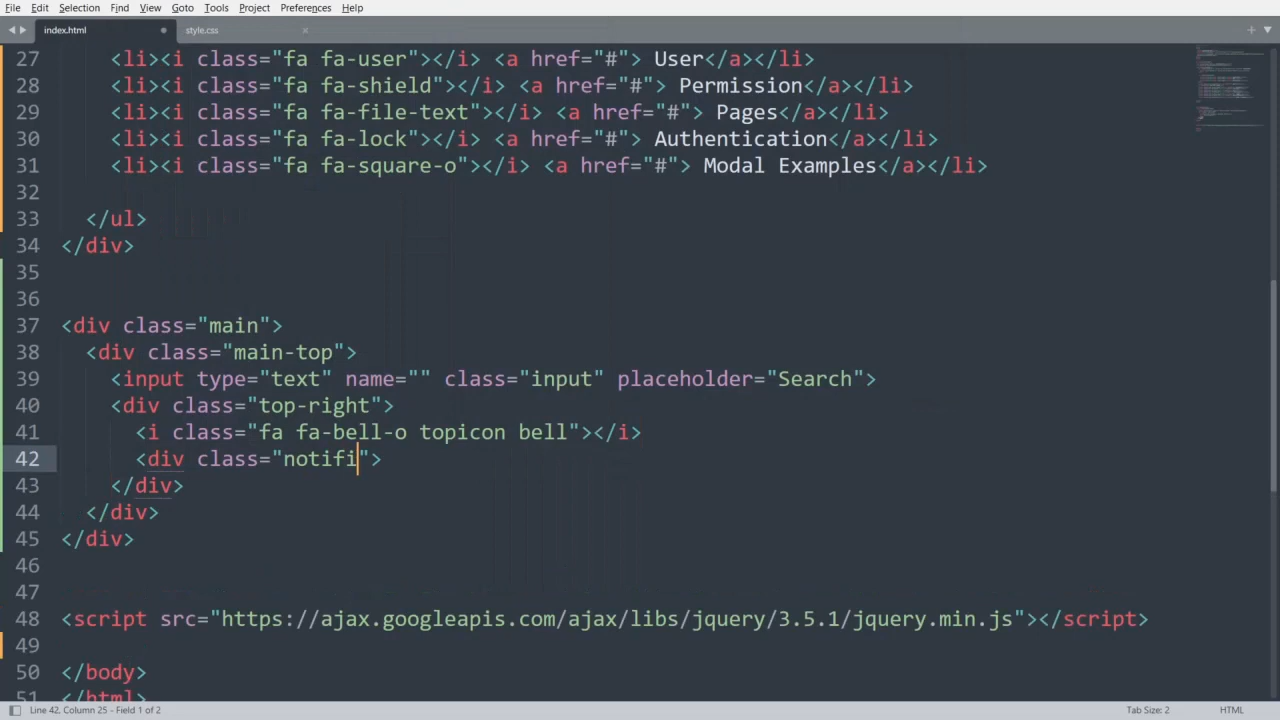 File Edit Selection Find View Goto Tools Project Preferences Help
index.html style.css
27 <li><i class="fa fa-user"></i> <a href="#"> User</a></li>
28 <li><i class="fa fa-shield"></i> <a href="#"> Permission</a></li>
29 <li><i class="fa fa-file-text"></i> <a href="#"> Pages</a></li>
30 <li><i class="fa fa-lock"></i> <a href="#"> Authentication</a></li>
31 <li><i class="fa fa-square-o"></i> <a href="#"> Modal Examples</a></li>
32
33 </ul>
34 </div>
35
36
37 <div class="main">
38 <div class="main-top">
39 <input type="text" name="" class="input" placeholder="Search">
40 <div class="top-right">
41 <i class="fa fa-bell-o topicon bell"></i>
42 <div class="notifi">
43 </div>
44 </div>
45 </div>
46
47
48 <script src="https://ajax.googleapis.com/ajax/libs/jquery/3.5.1/jquery.min.js"></script>
49
50 </body>
51 </html>
Line 42, Column 25 - Field 1 of 2 Tab Size: 2 HTML